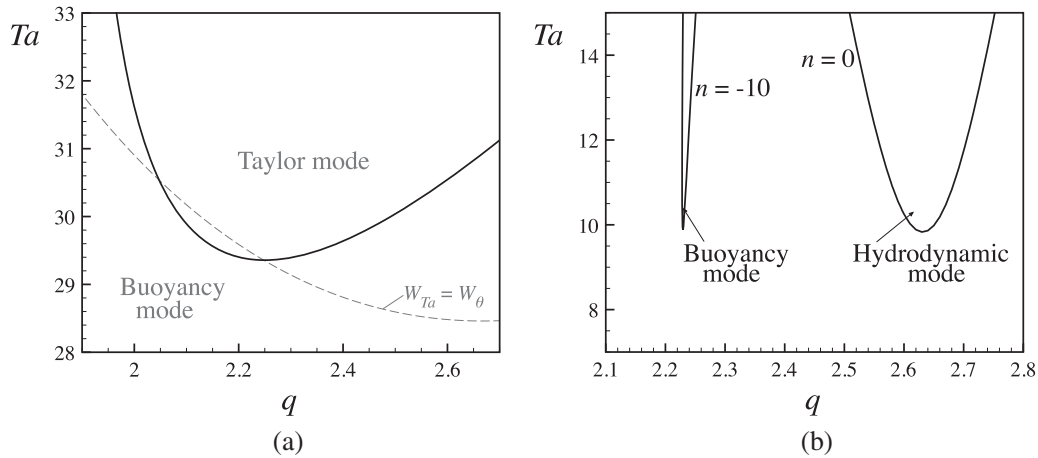 Ta
33
32
31
30
29
28
Taylor mode
Buoyancy
mode
W_Ta = W_θ
2
2.2
2.4
2.6
q
(a)
Ta
14
12
10
8
n = -10
n = 0
Buoyancy
mode
Hydrodynamic
mode
2.1
2.2
2.3
2.4
2.5
2.6
2.7
2.8
q
(b)